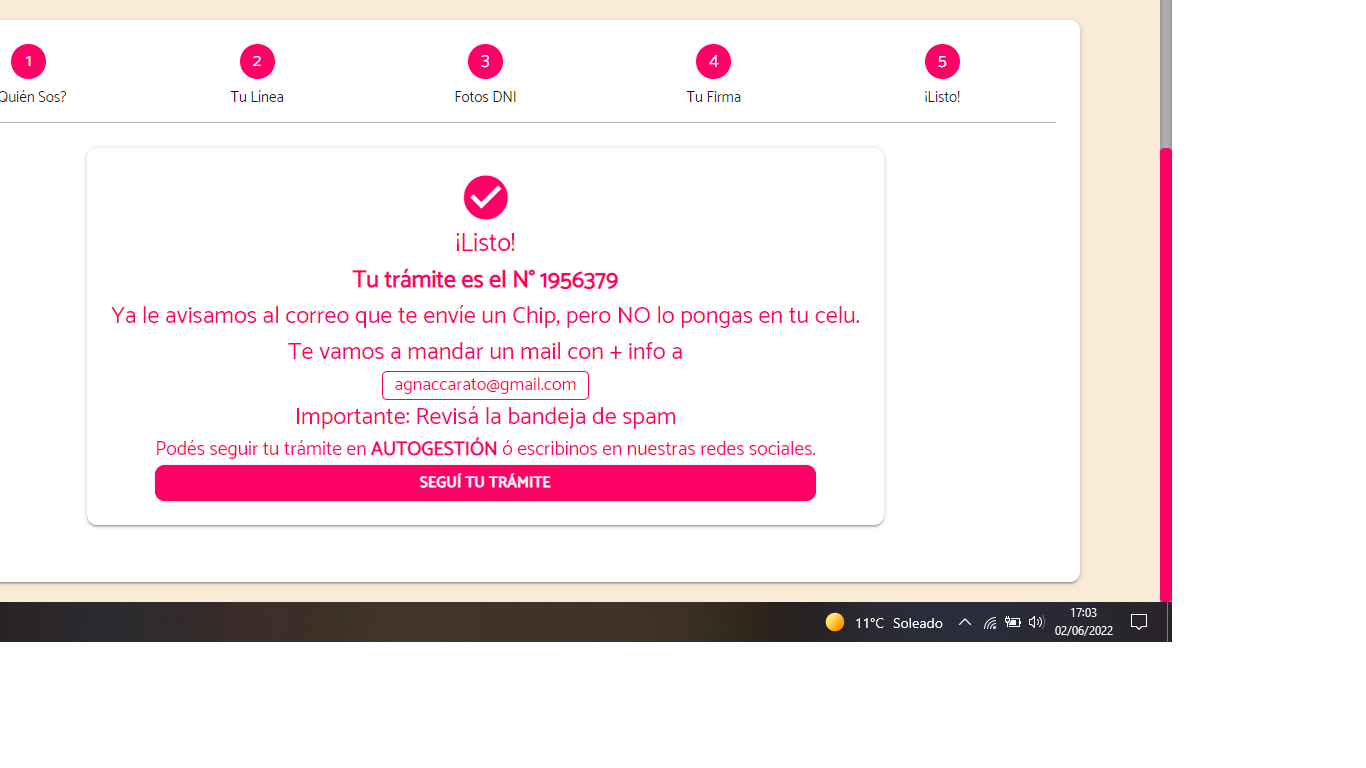 1
2
3
4
5
Quién Sos?
Tu Línea
Fotos DNI
Tu Firma
¡Listo!
¡Listo!
Tu trámite es el N° 1956379
Ya le avisamos al correo que te envíe un Chip, pero NO lo pongas en tu celu.
Te vamos a mandar un mail con + info a
agnaccarato@gmail.com
Importante: Revisá la bandeja de spam
Podés seguir tu trámite en AUTOGESTIÓN ó escribinos en nuestras redes sociales.
SEGUÍ TU TRÁMITE
11°C Soleado
17:03
02/06/2022